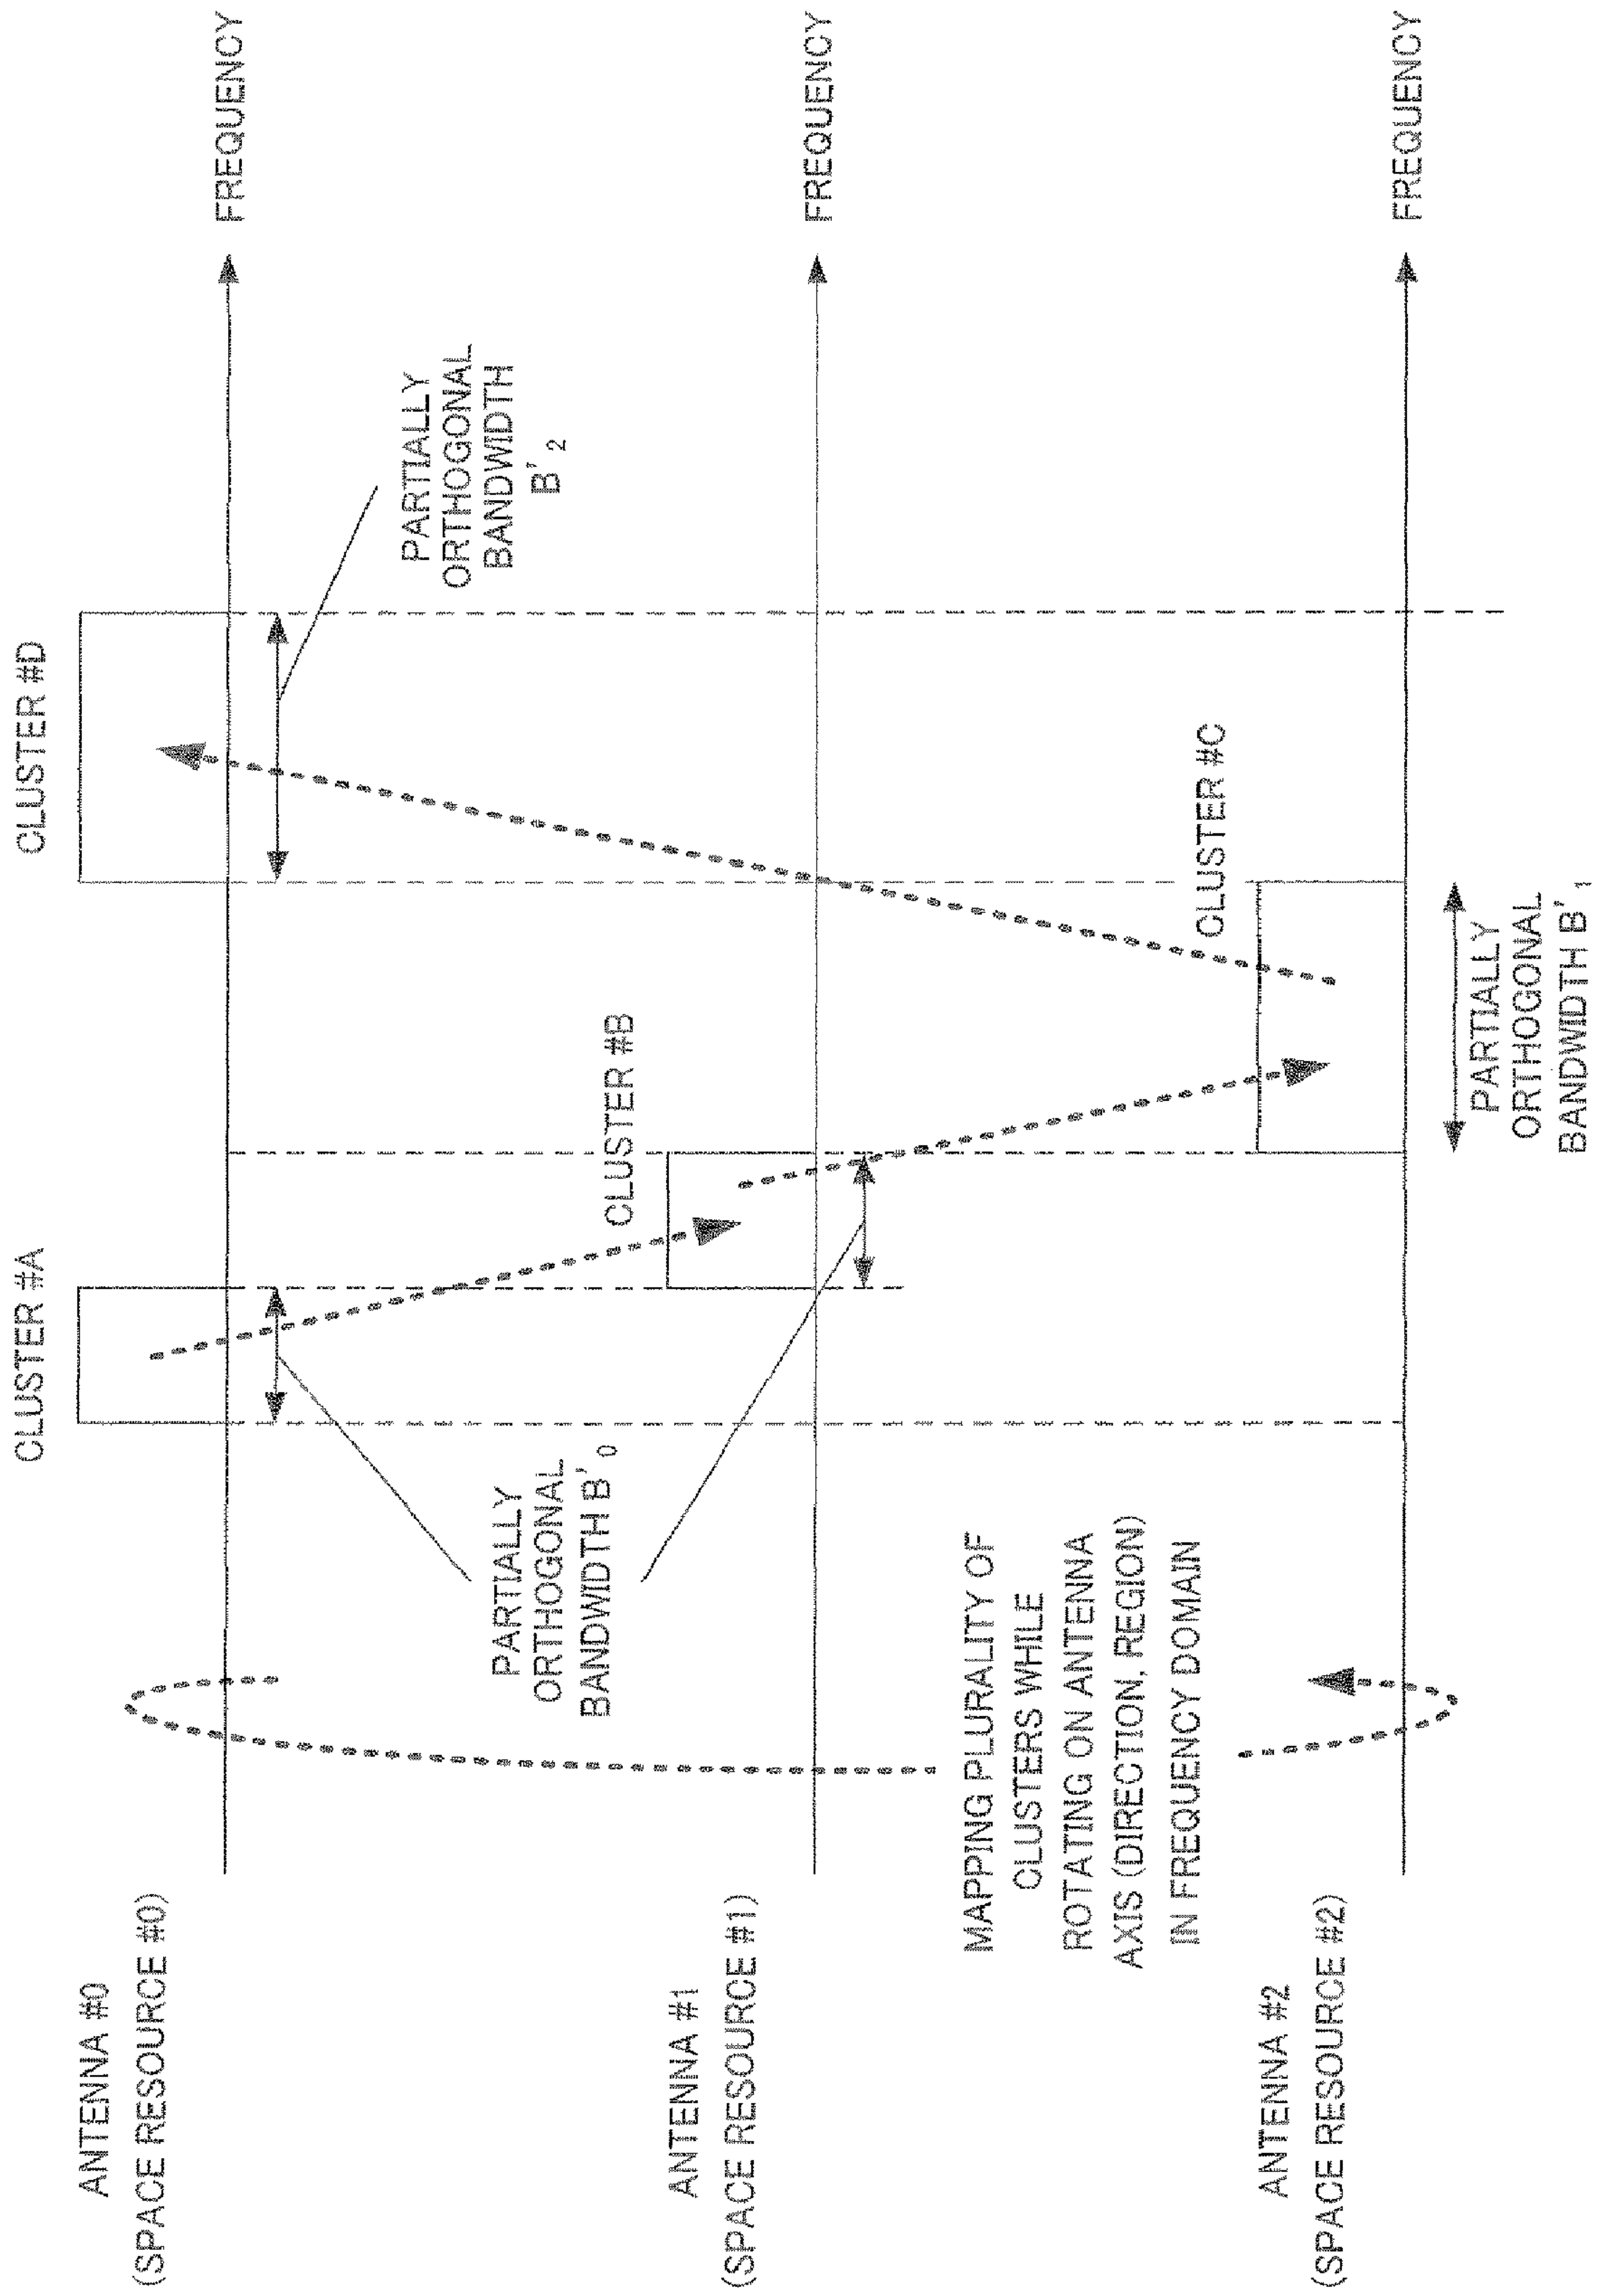 ANTENNA #0
(SPACE RESOURCE #0)
CLUSTER #A
CLUSTER #D
FREQUENCY
PARTIALLY
ORTHOGONAL
BANDWIDTH B'0
PARTIALLY
ORTHOGONAL
BANDWIDTH
B'2
ANTENNA #1
(SPACE RESOURCE #1)
CLUSTER #B
FREQUENCY
MAPPING PLURALITY OF
CLUSTERS WHILE
ROTATING ON ANTENNA
AXIS (DIRECTION, REGION)
IN FREQUENCY DOMAIN
ANTENNA #2
(SPACE RESOURCE #2)
CLUSTER #C
FREQUENCY
PARTIALLY
ORTHOGONAL
BANDWIDTH B'1